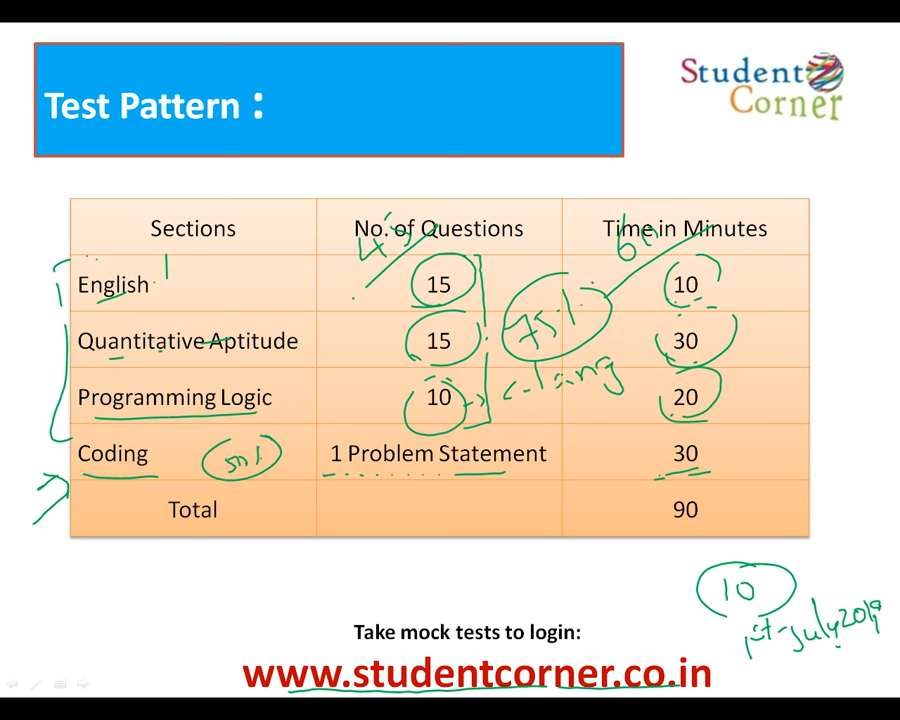 Test Pattern :
Student
Corner
Sections No. of Questions Time in Minutes
English 15 10
Quantitative Aptitude 15 30
Programming Logic 10 20
Coding 1 Problem Statement 30
Total 90
75%
c-lang
10
1st-July 2019
Take mock tests to login:
www.studentcorner.co.in